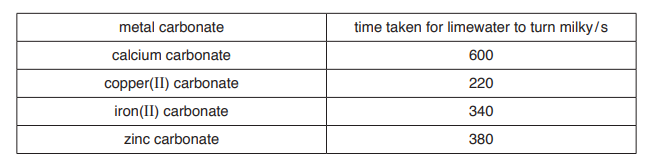 metal carbonate time taken for limewater to turn milky/s
calcium carbonate 600
copper(II) carbonate 220
iron(II) carbonate 340
zinc carbonate 380